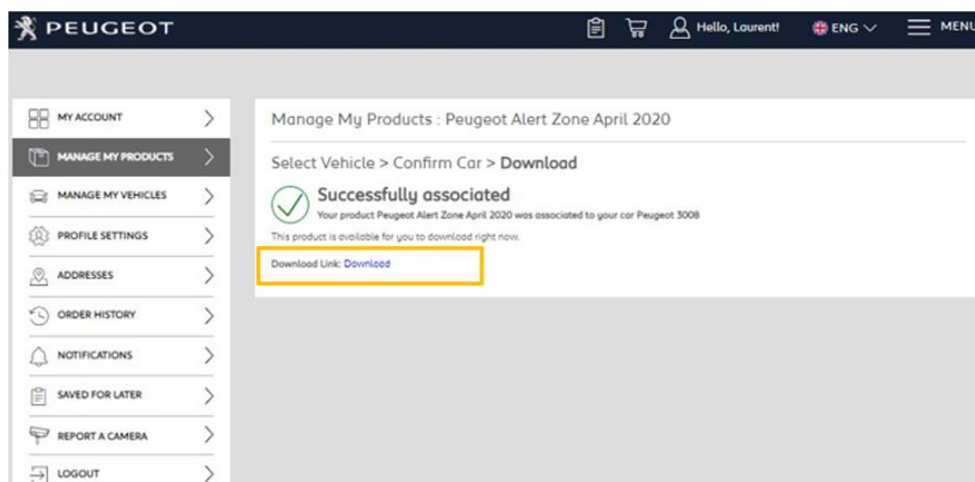 PEUGEOT
Hello, Laurent!
ENG
MENU
MY ACCOUNT
MANAGE MY PRODUCTS
MANAGE MY VEHICLES
PROFILE SETTINGS
ADDRESSES
ORDER HISTORY
NOTIFICATIONS
SAVED FOR LATER
REPORT A CAMERA
LOGOUT
Manage My Products : Peugeot Alert Zone April 2020
Select Vehicle > Confirm Car > Download
Successfully associated
Your product Peugeot Alert Zone April 2020 was associated to your car Peugeot 3008
This product is available for you to download right now.
Download Link: Download